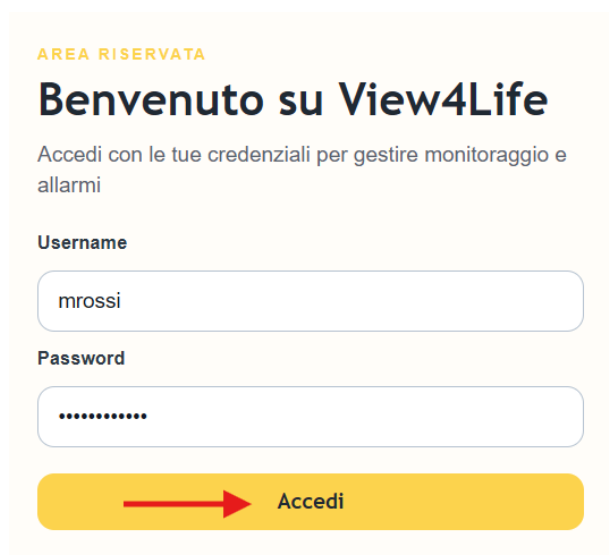 AREA RISERVATA
Benvenuto su View4Life
Accedi con le tue credenziali per gestire monitoraggio e
allarmi
Username
mrossi
Password
••••••••••••
Accedi